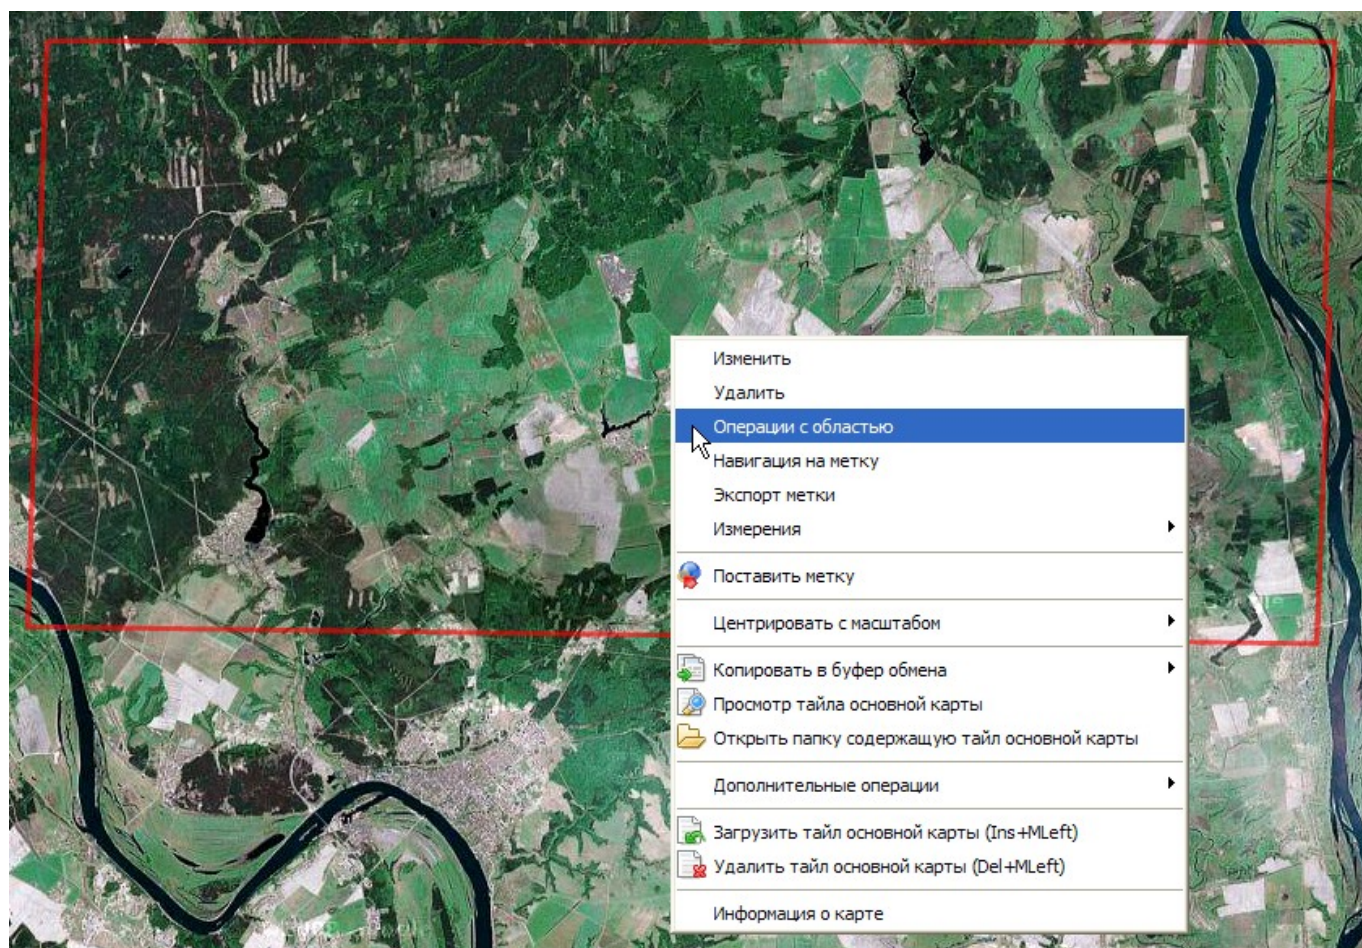 Изменить
Удалить
Операции с областью
Навигация на метку
Экспорт метки
Измерения
Поставить метку
Центрировать с масштабом
Копировать в буфер обмена
Просмотр тайла основной карты
Открыть папку содержащую тайл основной карты
Дополнительные операции
Загрузить тайл основной карты (Ins+MLeft)
Удалить тайл основной карты (Del+MLeft)
Информация о карте